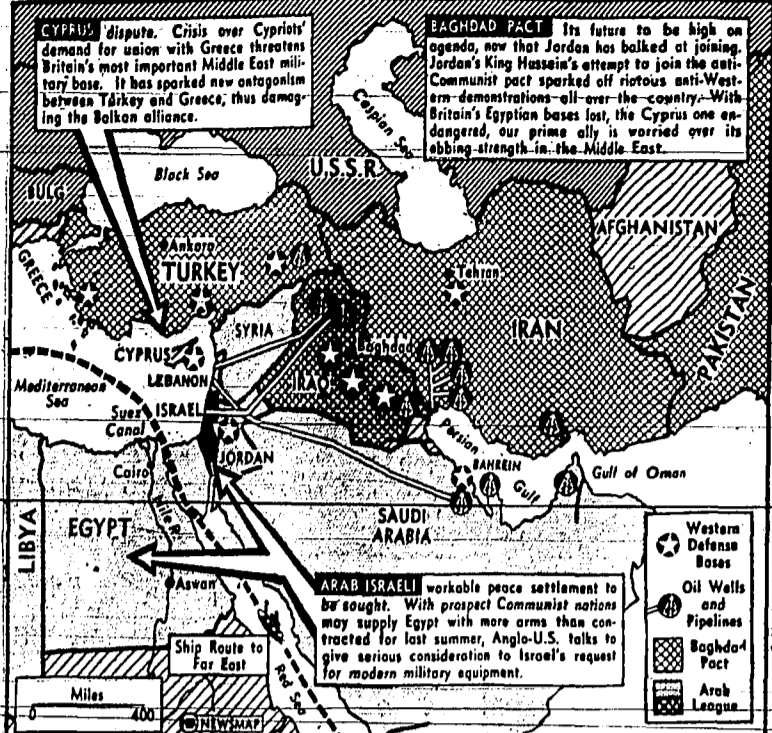 CYPRUS dispute. Crisis over Cypriots'
demand for union with Greece threatens
Britain's most important Middle East mili-
tary base. It has sparked new antagonism
between Turkey and Greece, thus damag-
ing the Balkan alliance.
BAGHDAD PACT Its future to be high on
agenda, now that Jordan has balked at joining.
Jordan's King Hussein's attempt to join the anti-
Communist pact sparked off riotous anti-West-
ern demonstrations all over the country. With
Britain's Egyptian bases lost, the Cyprus one en-
dangered, our prime ally is worried over its
ebbing strength in the Middle East.
Caspian Sea
Black Sea
U.S.S.R.
BULG
AFGHANISTAN
Ankara
TURKEY
GREECE
Tehran
PAKISTAN
SYRIA
IRAN
CYPRUS
Baghdad
LEBANON
IRAQ
Mediterranean
Sea
ISRAEL
Suez
Canal
JORDAN
Persian
Gulf
BAHREIN
Gulf of Oman
Cairo
Nile R.
LIBYA
EGYPT
SAUDI
ARABIA
Aswan
Western
Defense
Bases
Oil Wells
and
Pipelines
Baghdad
Pact
Arab
League
ARAB ISRAELI workable peace settlement to
be sought. With prospect Communist nations
may supply Egypt with more arms than con-
tracted for last summer, Anglo-U.S. talks to
give serious consideration to Israel's request
for modern military equipment.
Ship Route to
Far East
Red Sea
Miles
0 400
NEWSMAP